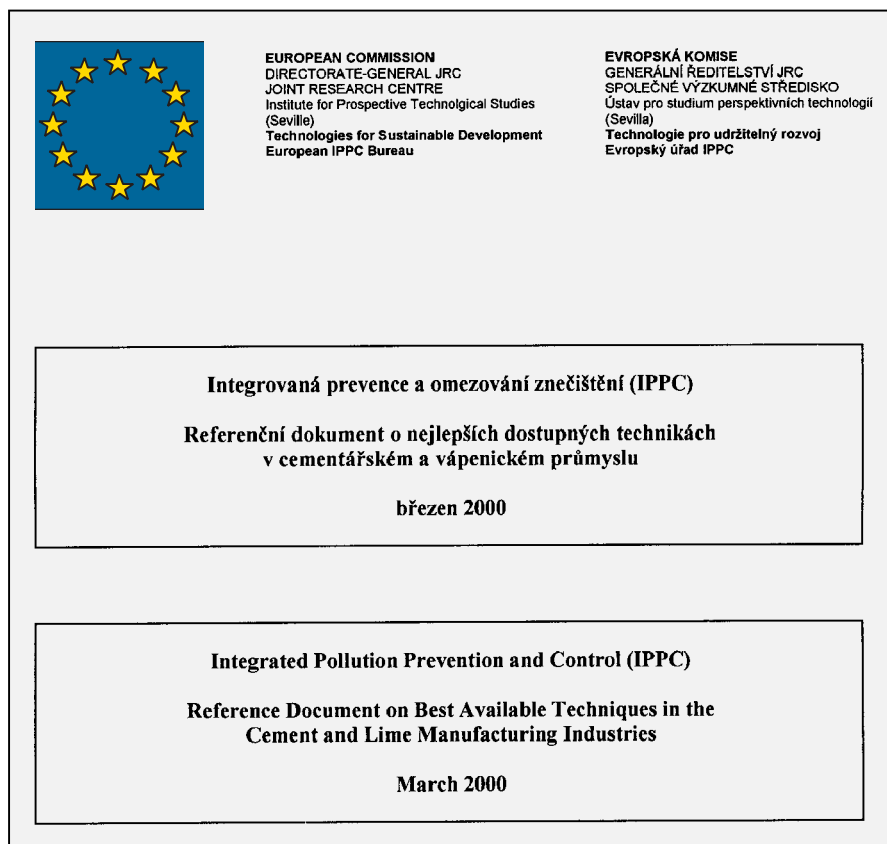 EUROPEAN COMMISSION
DIRECTORATE-GENERAL JRC
JOINT RESEARCH CENTRE
Institute for Prospective Technolgical Studies
(Seville)
Technologies for Sustainable Development
European IPPC Bureau
EVROPSKÁ KOMISE
GENERÁLNÍ ŘEDITELSTVÍ JRC
SPOLEČNÉ VÝZKUMNÉ STŘEDISKO
Ústav pro studium perspektivních technologií
(Sevilla)
Technologie pro udržitelný rozvoj
Evropský úřad IPPC
Integrovaná prevence a omezování znečištění (IPPC)
Referenční dokument o nejlepších dostupných technikách
v cementářském a vápenickém průmyslu
březen 2000
Integrated Pollution Prevention and Control (IPPC)
Reference Document on Best Available Techniques in the
Cement and Lime Manufacturing Industries
March 2000